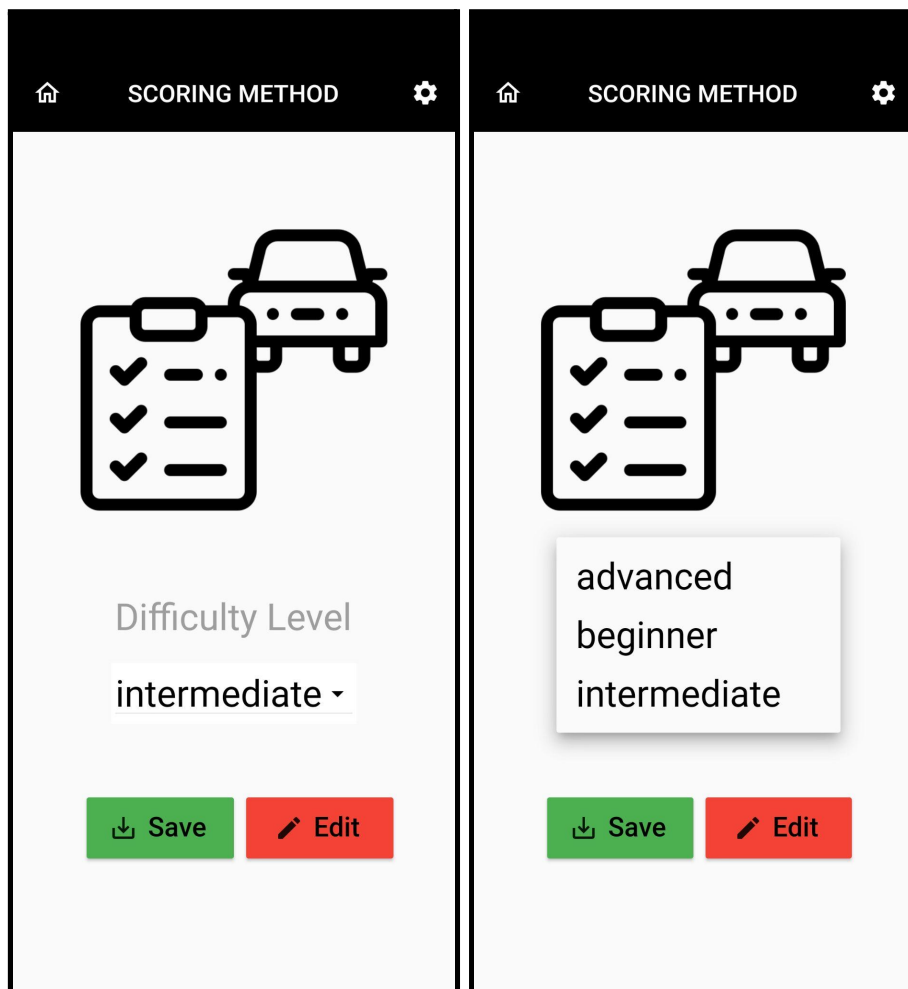 SCORING METHOD
Difficulty Level
intermediate
Save Edit
SCORING METHOD
advanced
beginner
intermediate
Save Edit